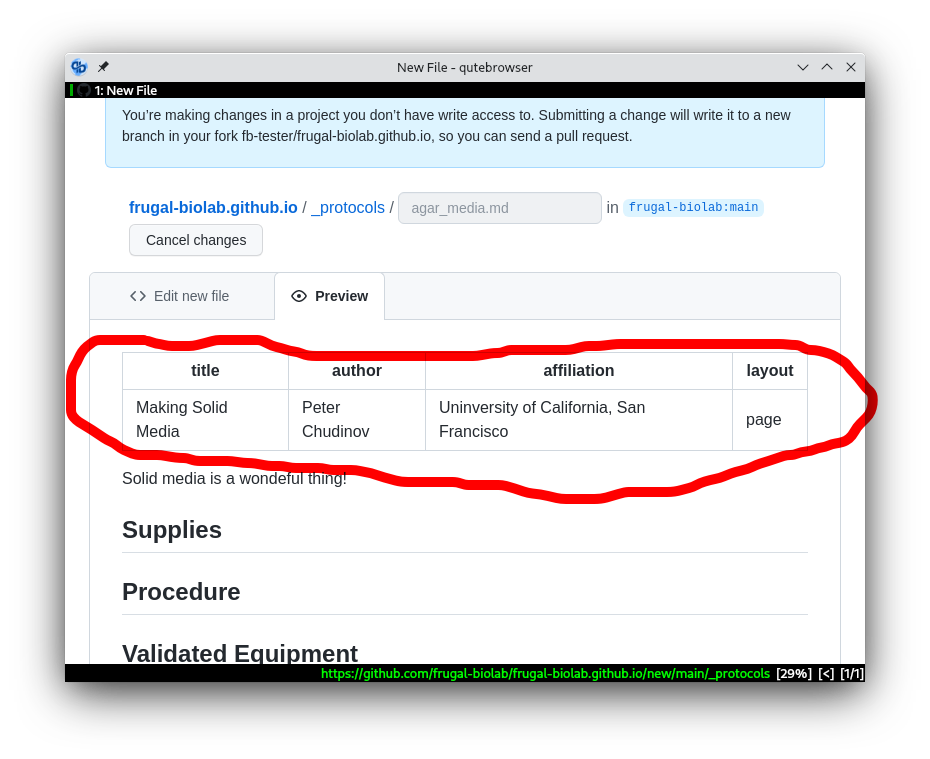 New File - qutebrowser
1: New File
You’re making changes in a project you don’t have write access to. Submitting a change will write it to a new
branch in your fork fb-tester/frugal-biolab.github.io, so you can send a pull request.
frugal-biolab.github.io / _protocols / agar_media.md in frugal-biolab:main
Cancel changes
Edit new file Preview
title author affiliation layout
Making Solid Peter Uninversity of California, San page
Media Chudinov Francisco
Solid media is a wondeful thing!
Supplies
Procedure
Validated Equipment
https://github.com/frugal-biolab/frugal-biolab.github.io/new/main/_protocols [29%] [<] [1/1]